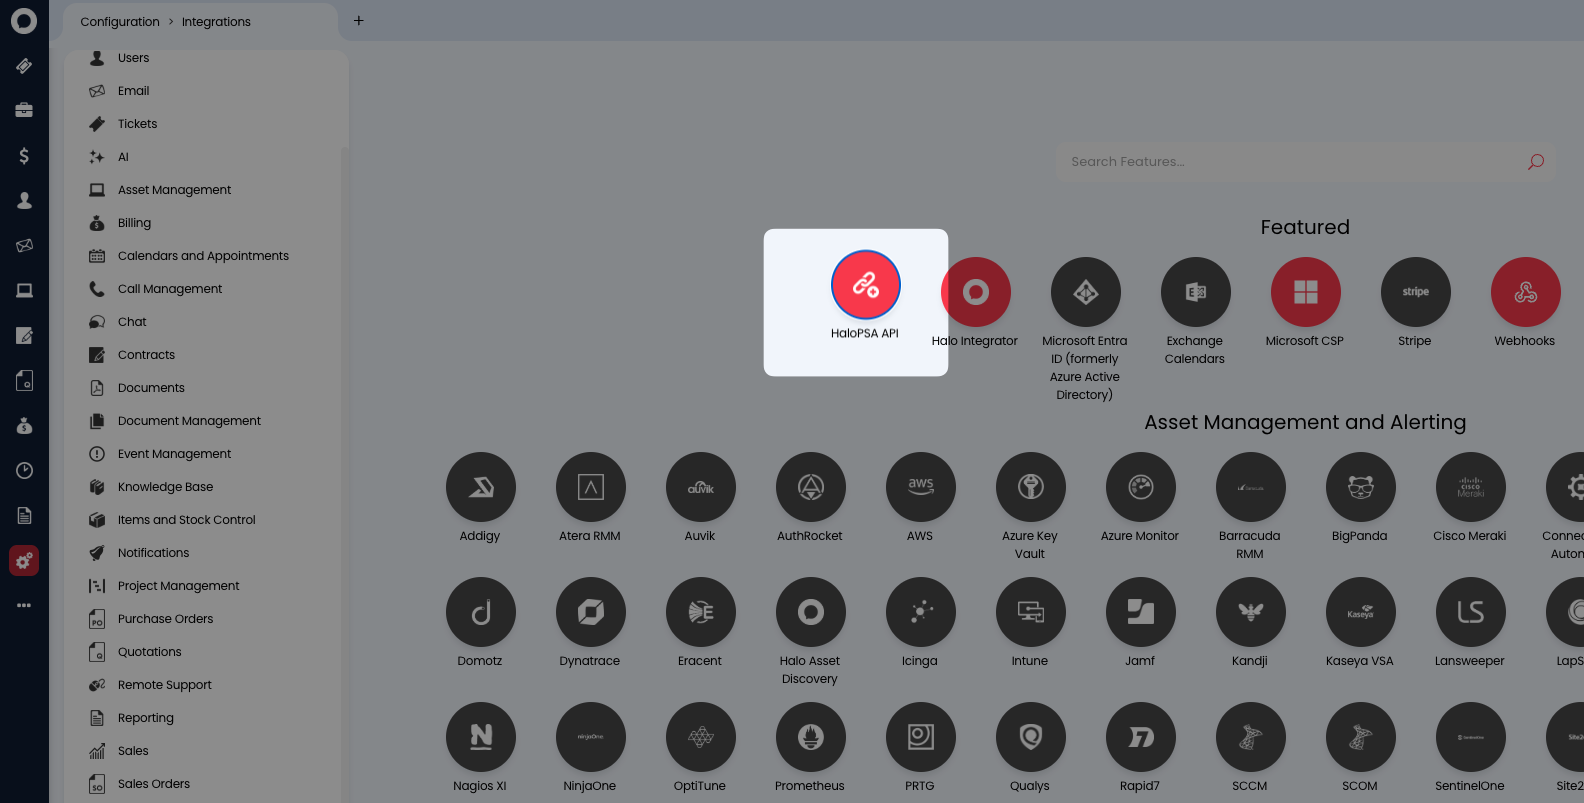 Configuration > Integrations +
Users
Email
Tickets
AI
Asset Management
Billing
Calendars and Appointments
Call Management
Chat
Contracts
Documents
Document Management
Event Management
Knowledge Base
Items and Stock Control
Notifications
Project Management
Purchase Orders
Quotations
Remote Support
Reporting
Sales
Sales Orders
Search Features...
Featured
stripe
HaloPSA API
Halo Integrator
Microsoft Entra
ID (formerly
Azure Active
Directory)
Exchange
Calendars
Microsoft CSP
Stripe
Webhooks
Asset Management and Alerting
auvik
aws
CISCO
Meraki
Addigy
Atera RMM
Auvik
AuthRocket
AWS
Azure Key
Vault
Azure Monitor
Barracuda
RMM
BigPanda
Cisco Meraki
Connec
Auton
Kaseya
LS
Domotz
Dynatrace
Eracent
Halo Asset
Discovery
Icinga
Intune
Jamf
Kandji
Kaseya VSA
Lansweeper
LapS
ninjaOne
Site2
Nagios XI
NinjaOne
OptiTune
Prometheus
PRTG
Qualys
Rapid7
SCCM
SCOM
SentinelOne
Site2